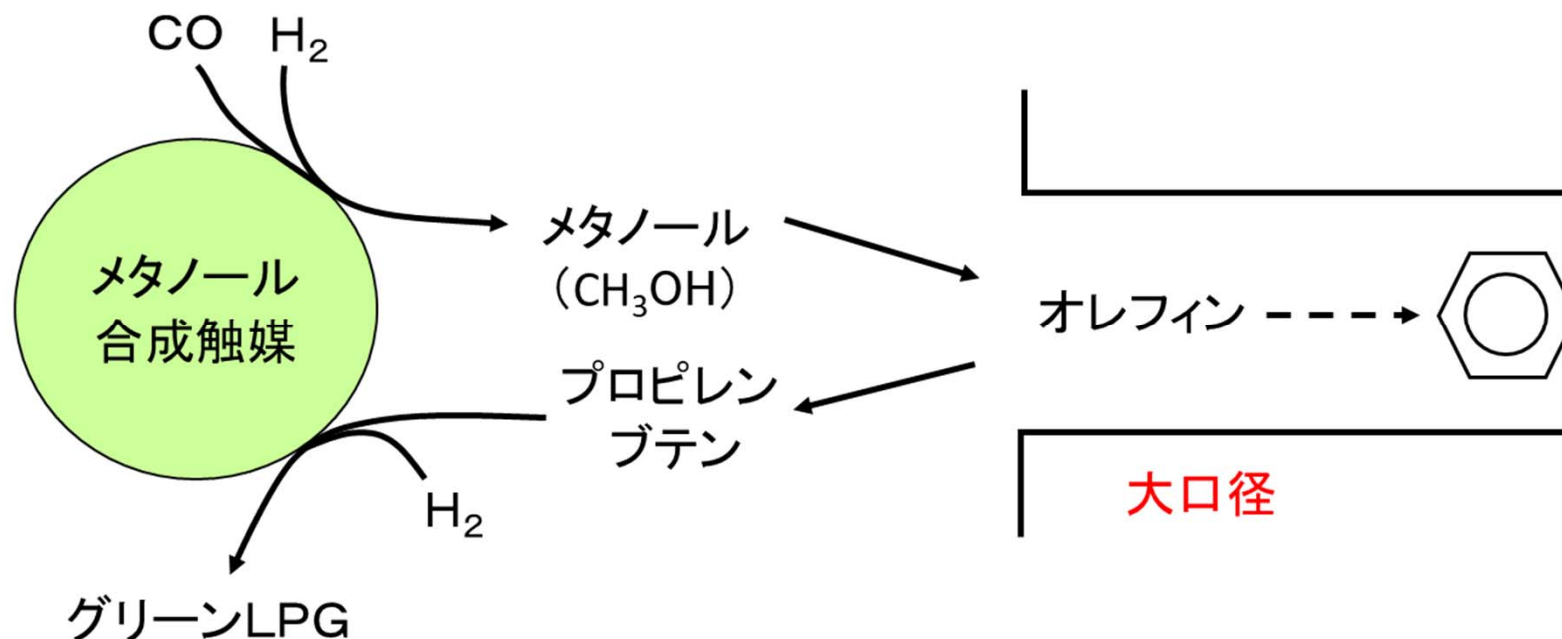 CO H₂
メタノール
合成触媒
メタノール
（CH₃OH）
オレフィン
プロピレン
ブテン
H₂
大口径
グリーンLPG